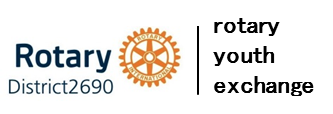 Rotary
District2690
ROTARY
INTERNATIONAL
rotary
youth
exchange